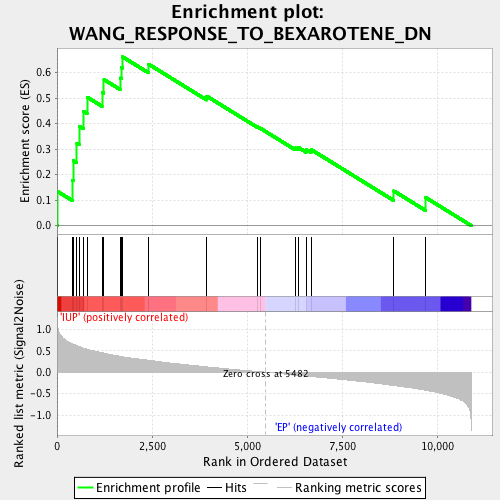 Enrichment plot:
WANG_RESPONSE_TO_BEXAROTENE_DN
Enrichment score (ES)
0.6
0.5
0.4
0.3
0.2
0.1
0.0
'IUP' (positively correlated)
Ranked list metric (Signal2Noise)
1.0
0.5
0.0
-0.5
-1.0
Zero cross at 5482
'EP' (negatively correlated)
0
2,500
5,000
7,500
10,000
Rank in Ordered Dataset
Enrichment profile
Hits
Ranking metric scores